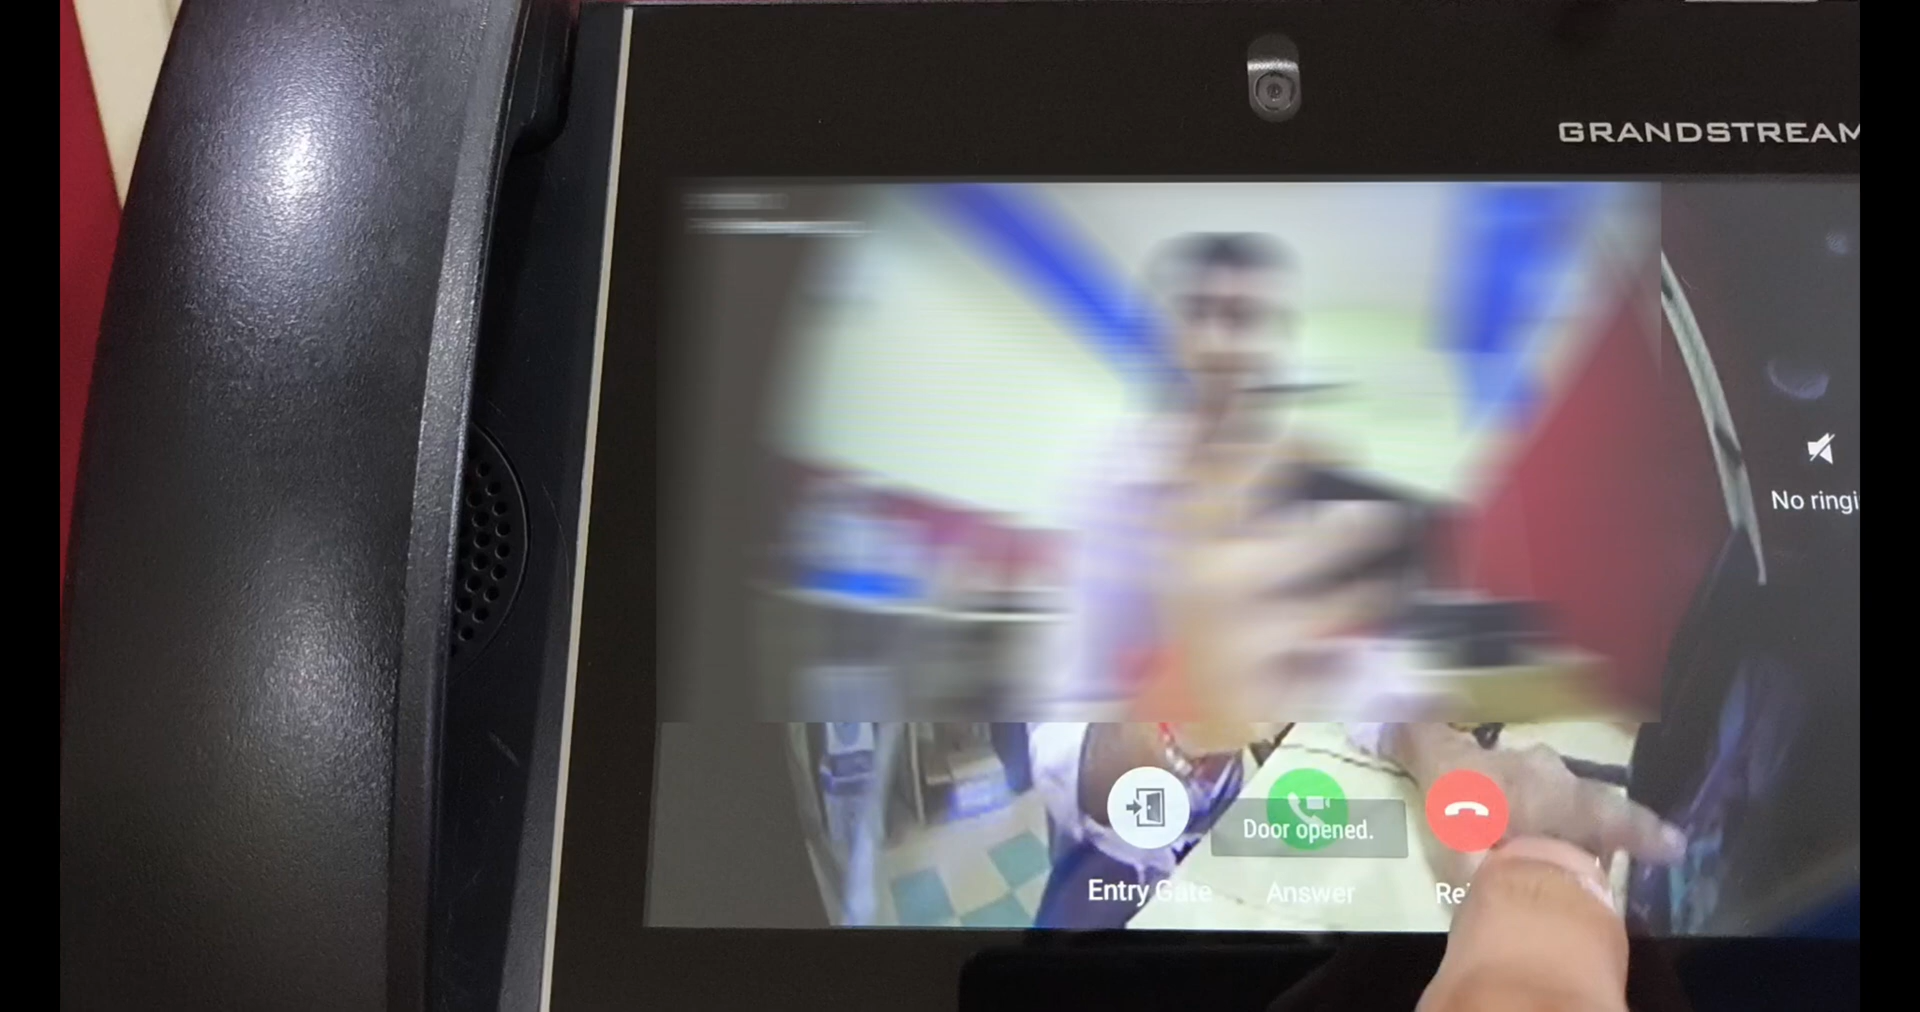 GRANDSTREAM
No ringi
Door opened.
Entry Gate
Answer
Re